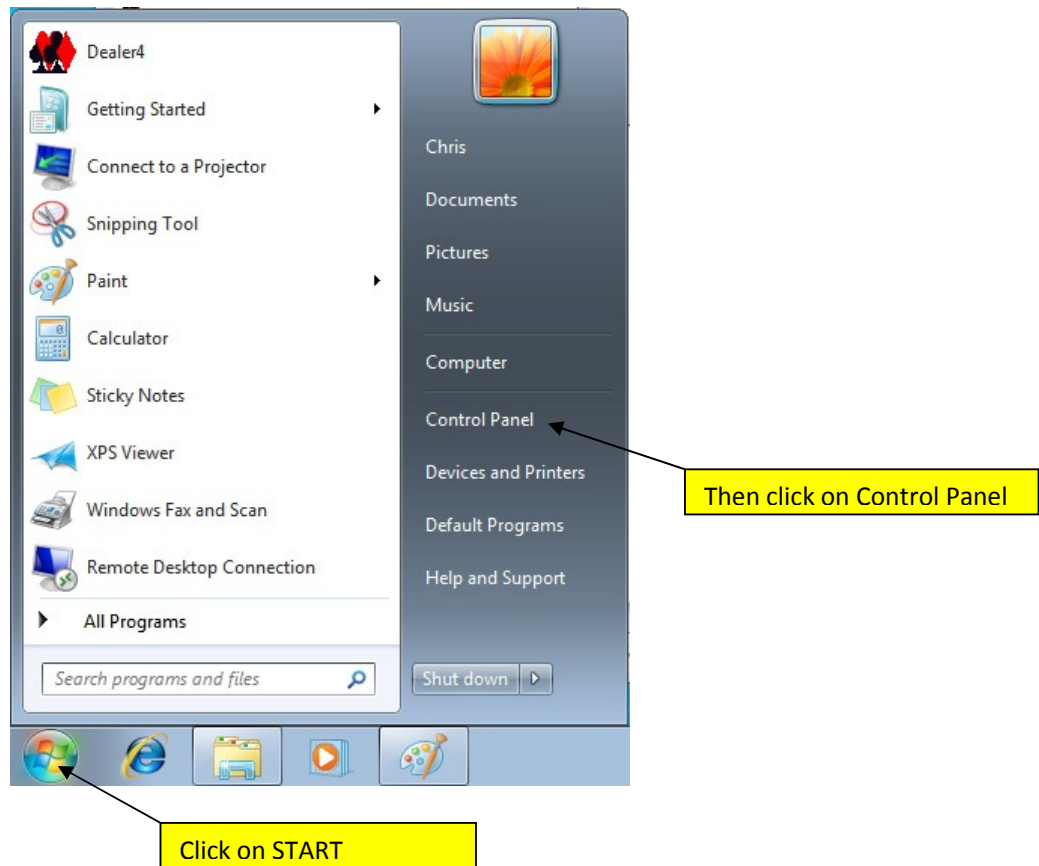 Dealer4
Getting Started
Connect to a Projector
Snipping Tool
Paint
Calculator
Sticky Notes
XPS Viewer
Windows Fax and Scan
Remote Desktop Connection
All Programs
Search programs and files
Chris
Documents
Pictures
Music
Computer
Control Panel
Devices and Printers
Default Programs
Help and Support
Shut down
Then click on Control Panel
Click on START